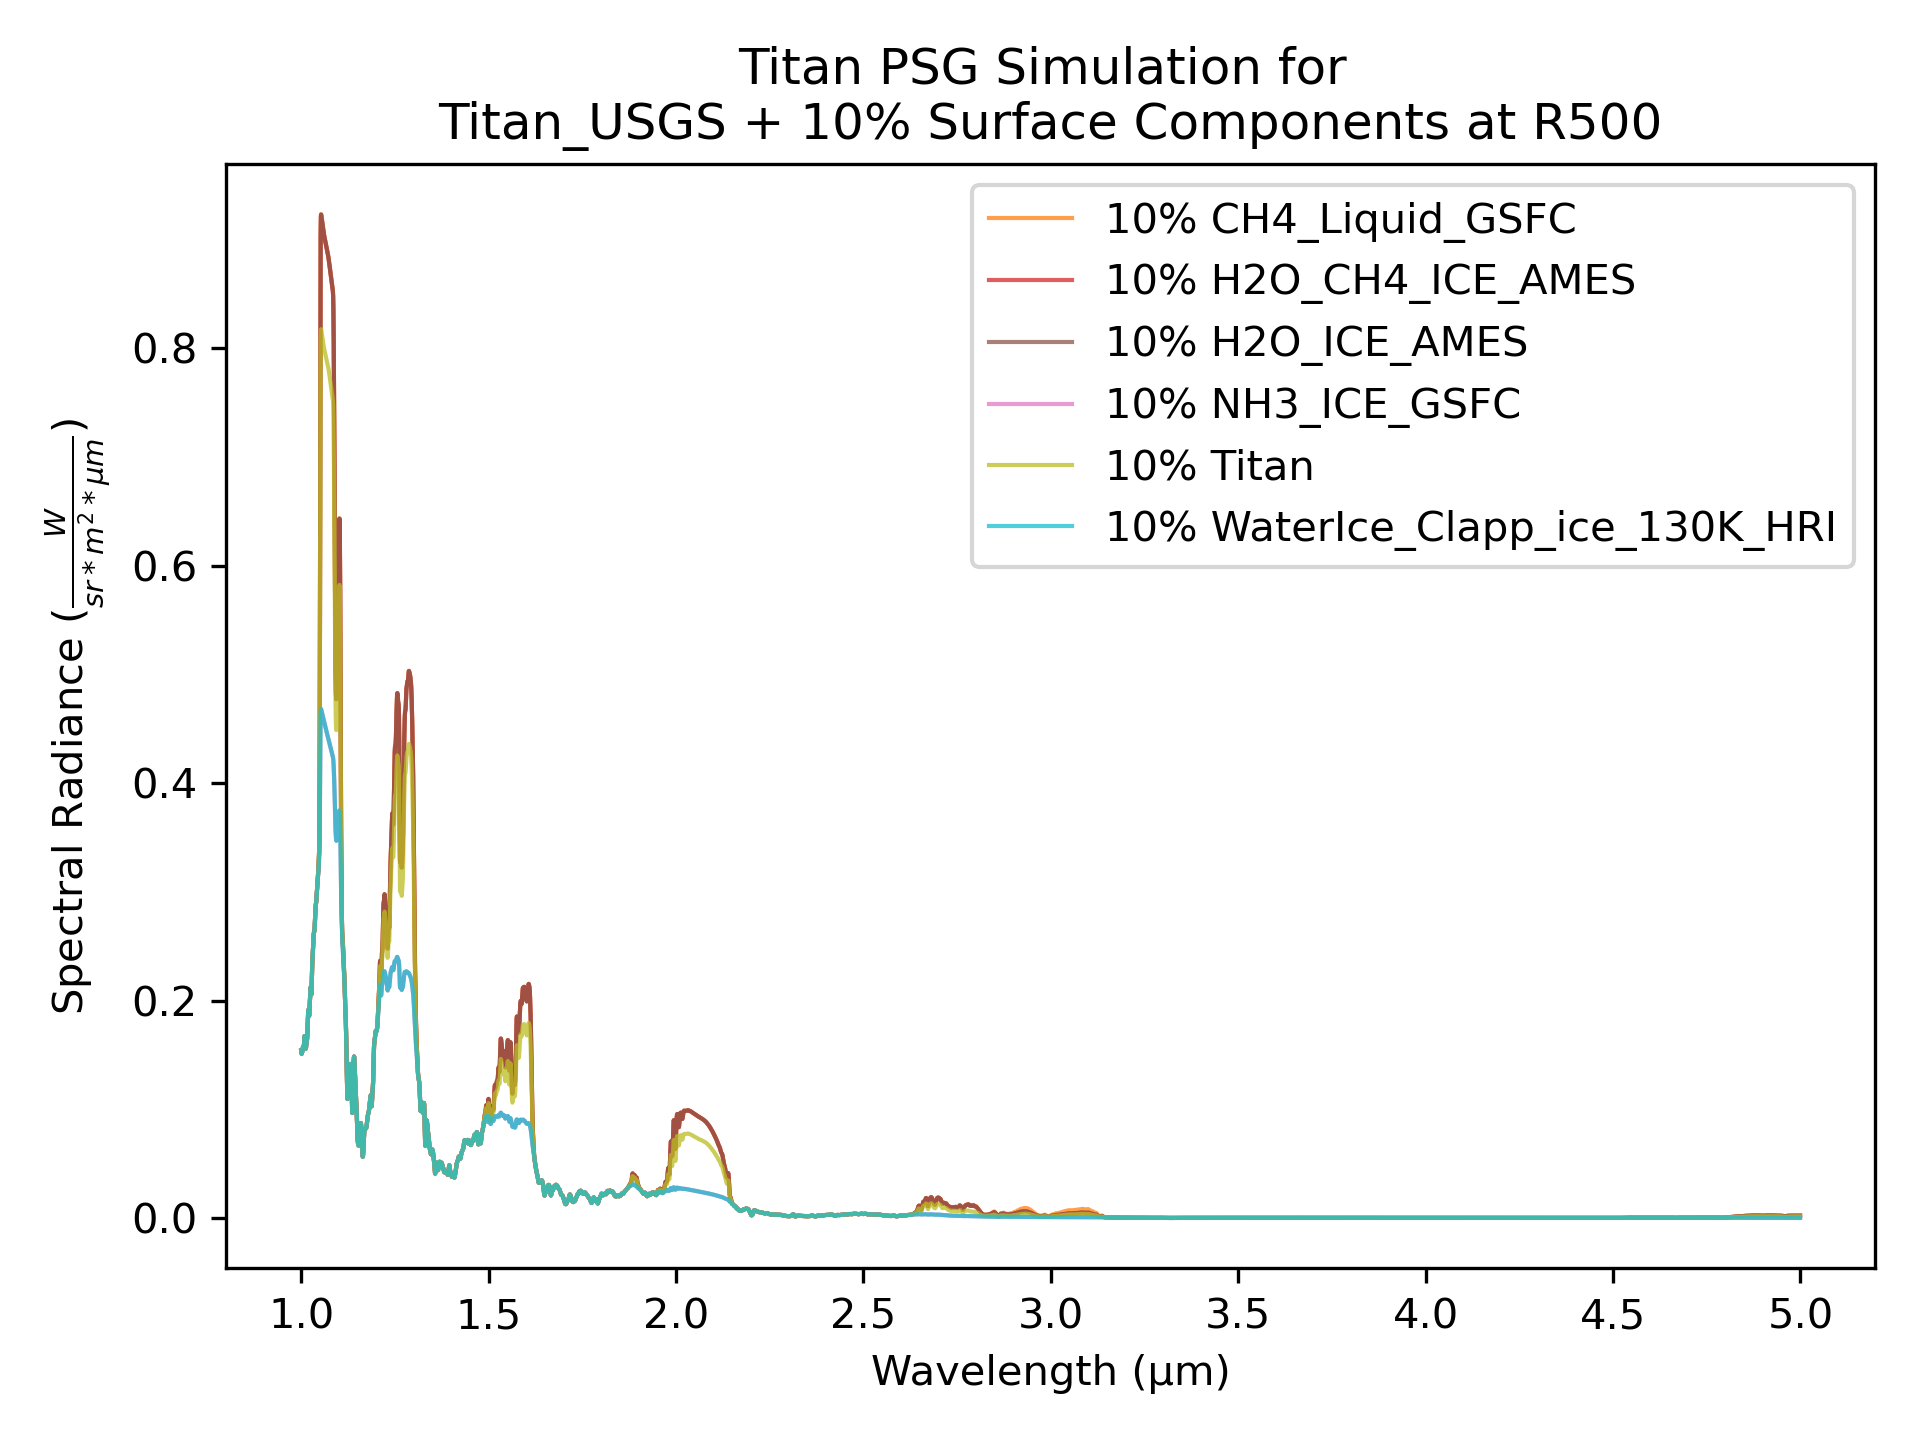 Titan PSG Simulation for
Titan_USGS + 10% Surface Components at R500
10% CH4_Liquid_GSFC
10% H2O_CH4_ICE_AMES
10% H2O_ICE_AMES
10% NH3_ICE_GSFC
10% Titan
10% WaterIce_Clapp_ice_130K_HRI
Spectral Radiance (W / sr * m² * μm)
0.8
0.6
0.4
0.2
0.0
1.0 1.5 2.0 2.5 3.0 3.5 4.0 4.5 5.0
Wavelength (μm)